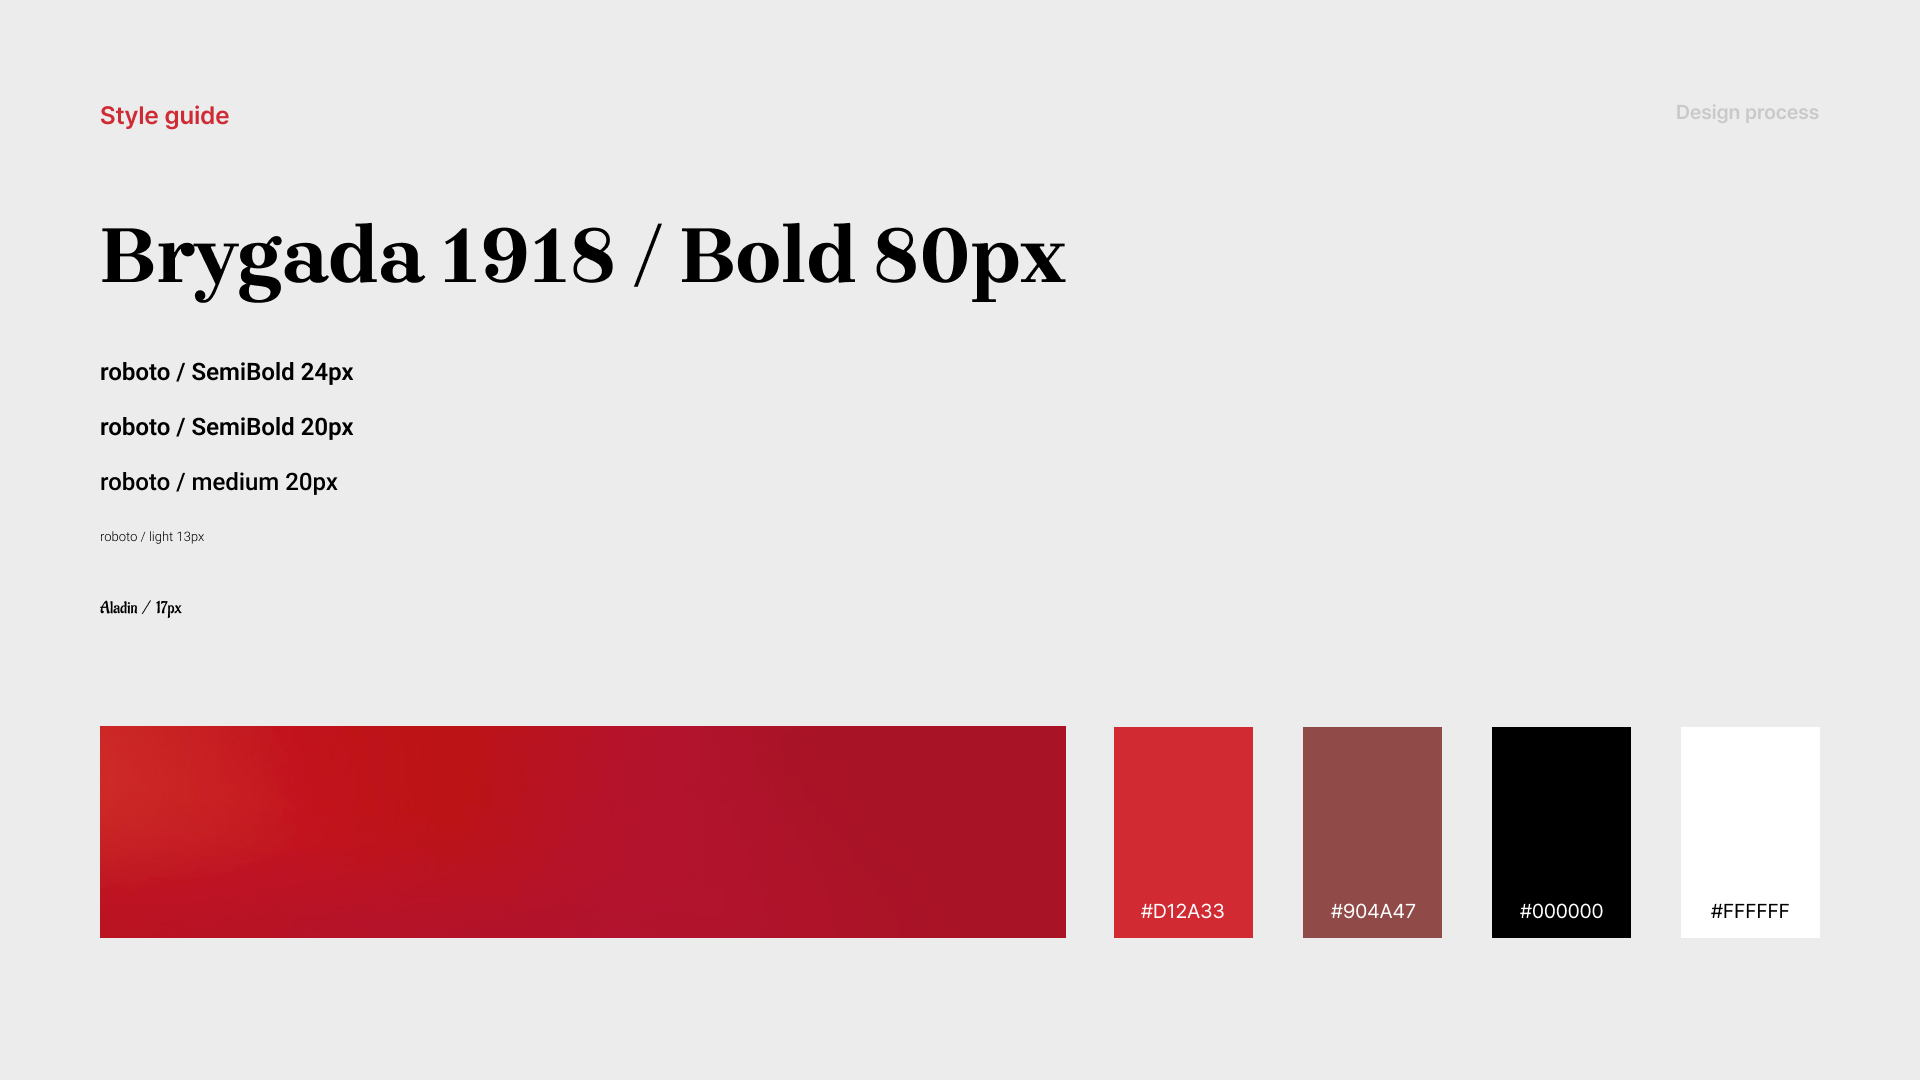 Style guide
Design process
Brygada 1918 / Bold 80px
roboto / SemiBold 24px
roboto / SemiBold 20px
roboto / medium 20px
roboto / light 13px
Aladin / 17px
#D12A33
#904A47
#000000
#FFFFFF